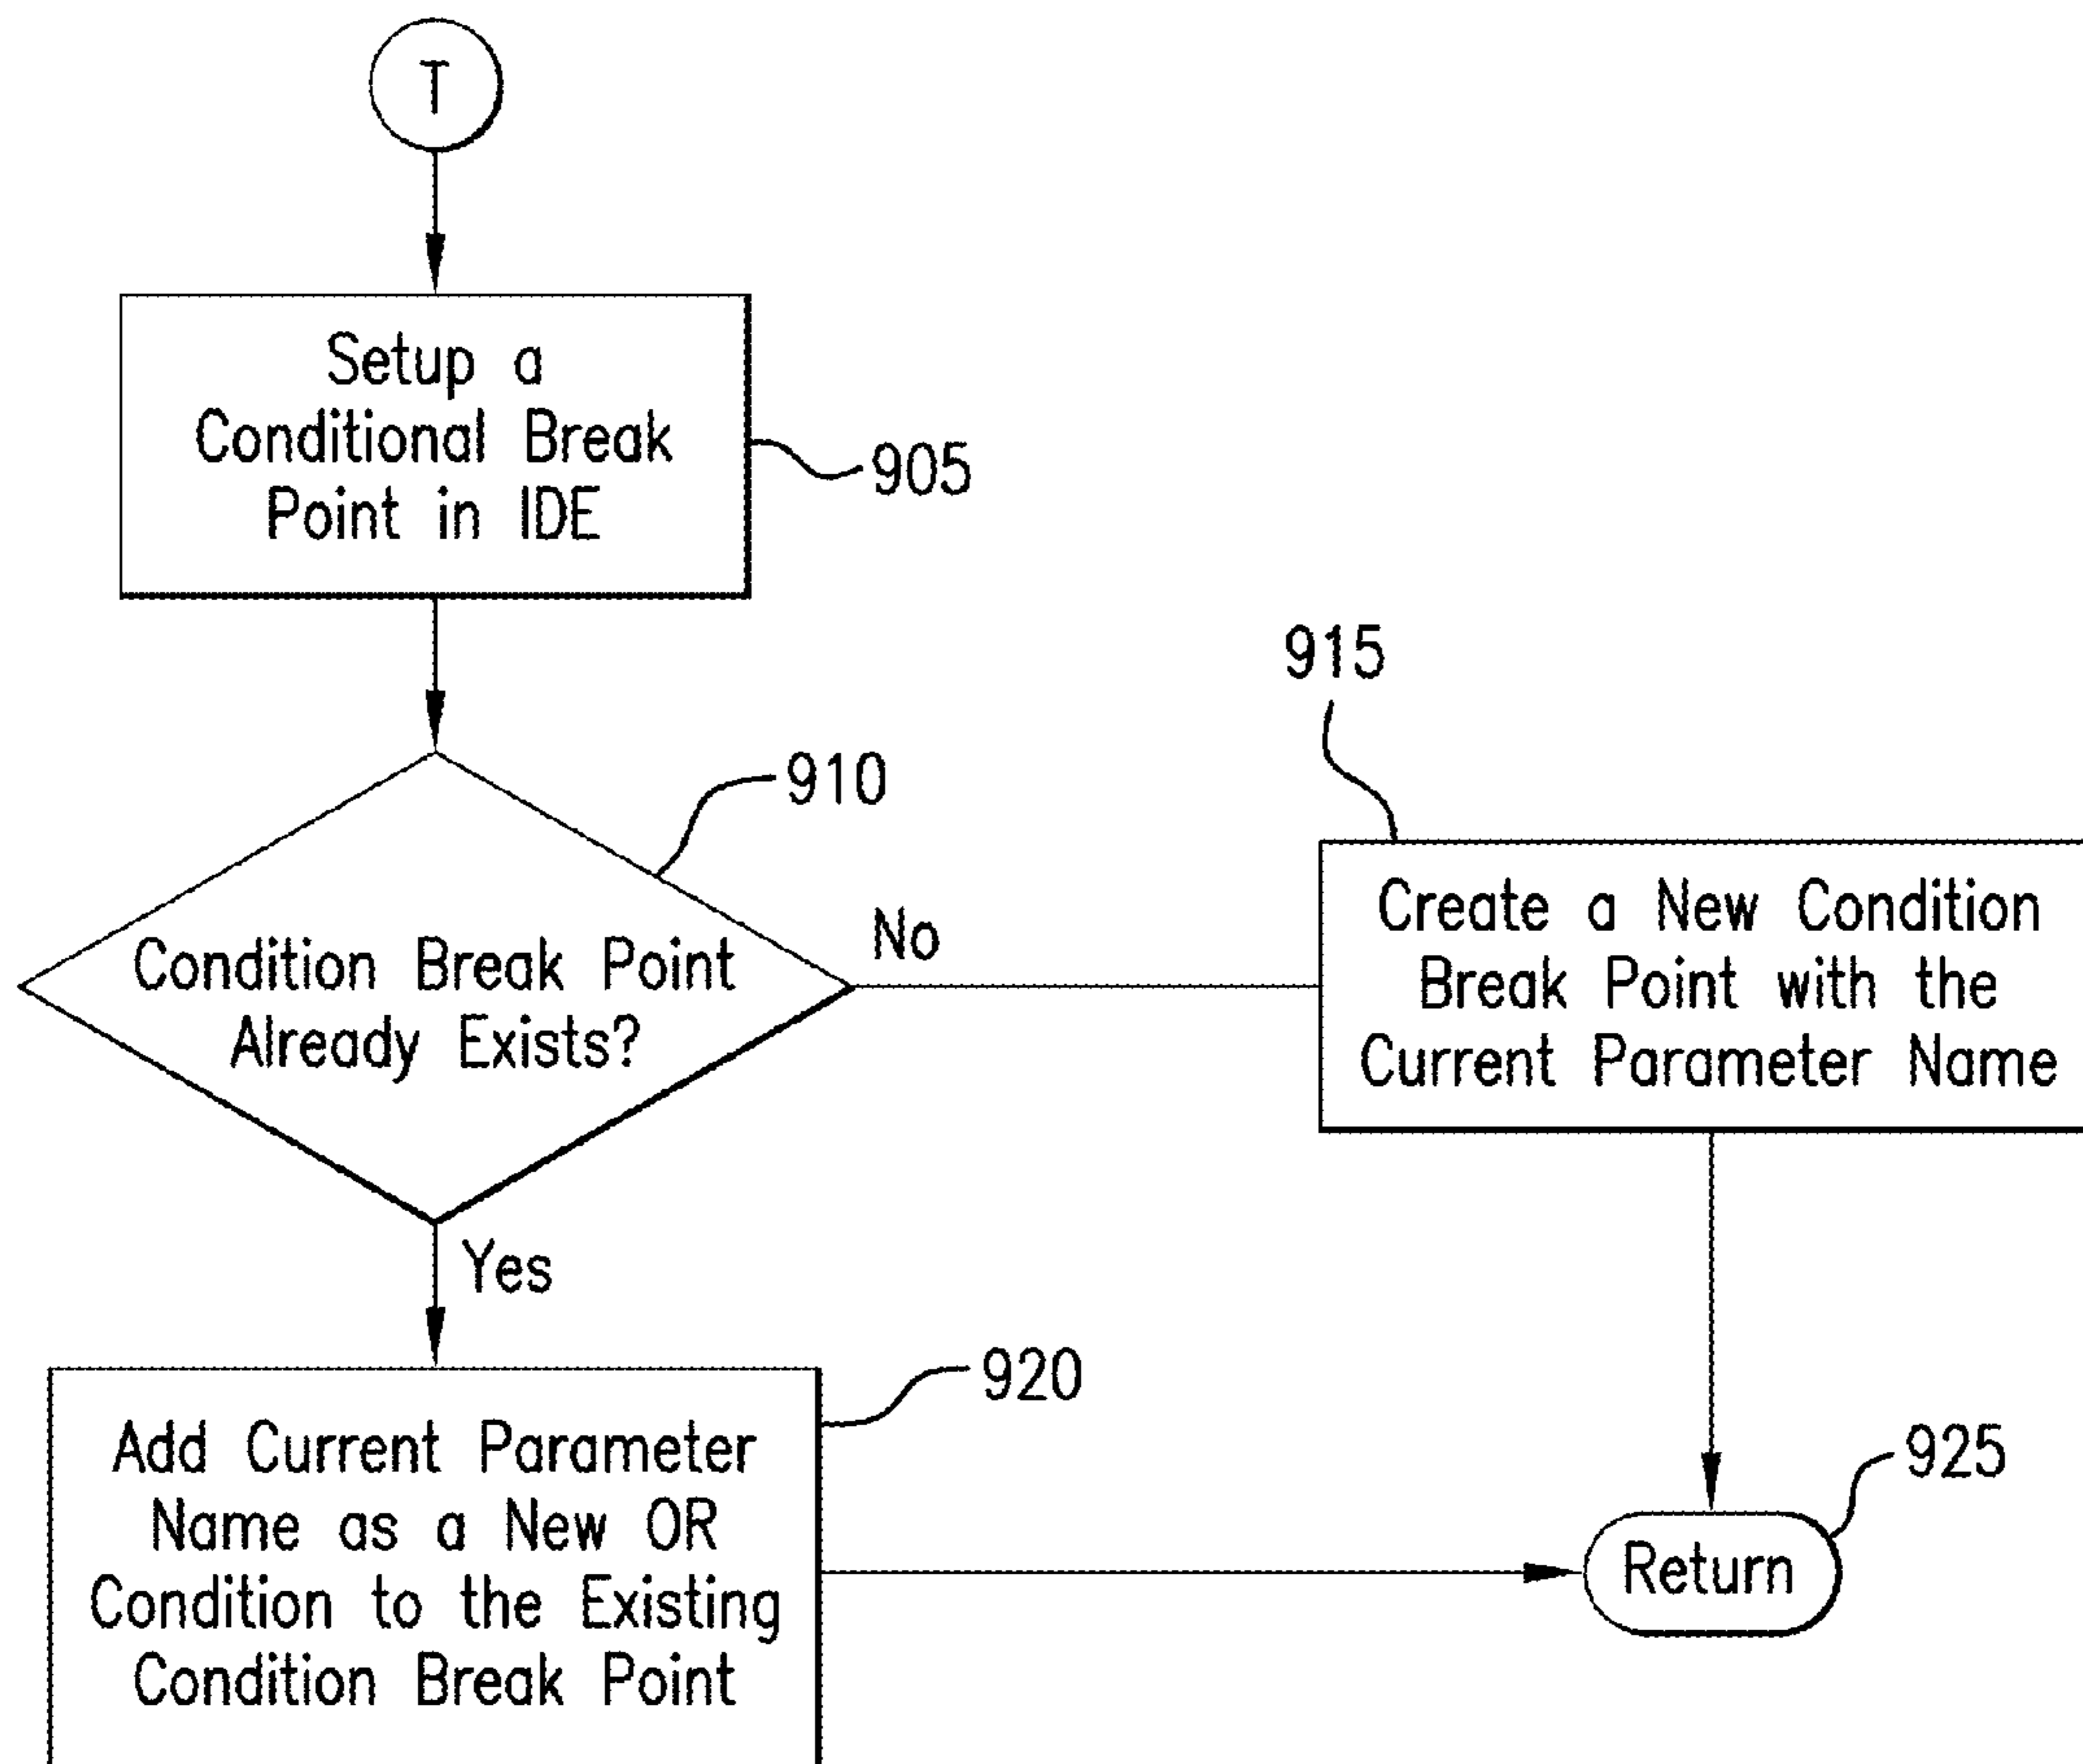 T
Setup a
Conditional Break
Point in IDE
905
910
Condition Break Point
Already Exists?
No
915
Create a New Condition
Break Point with the
Current Parameter Name
Yes
920
Add Current Parameter
Name as a New OR
Condition to the Existing
Condition Break Point
925
Return